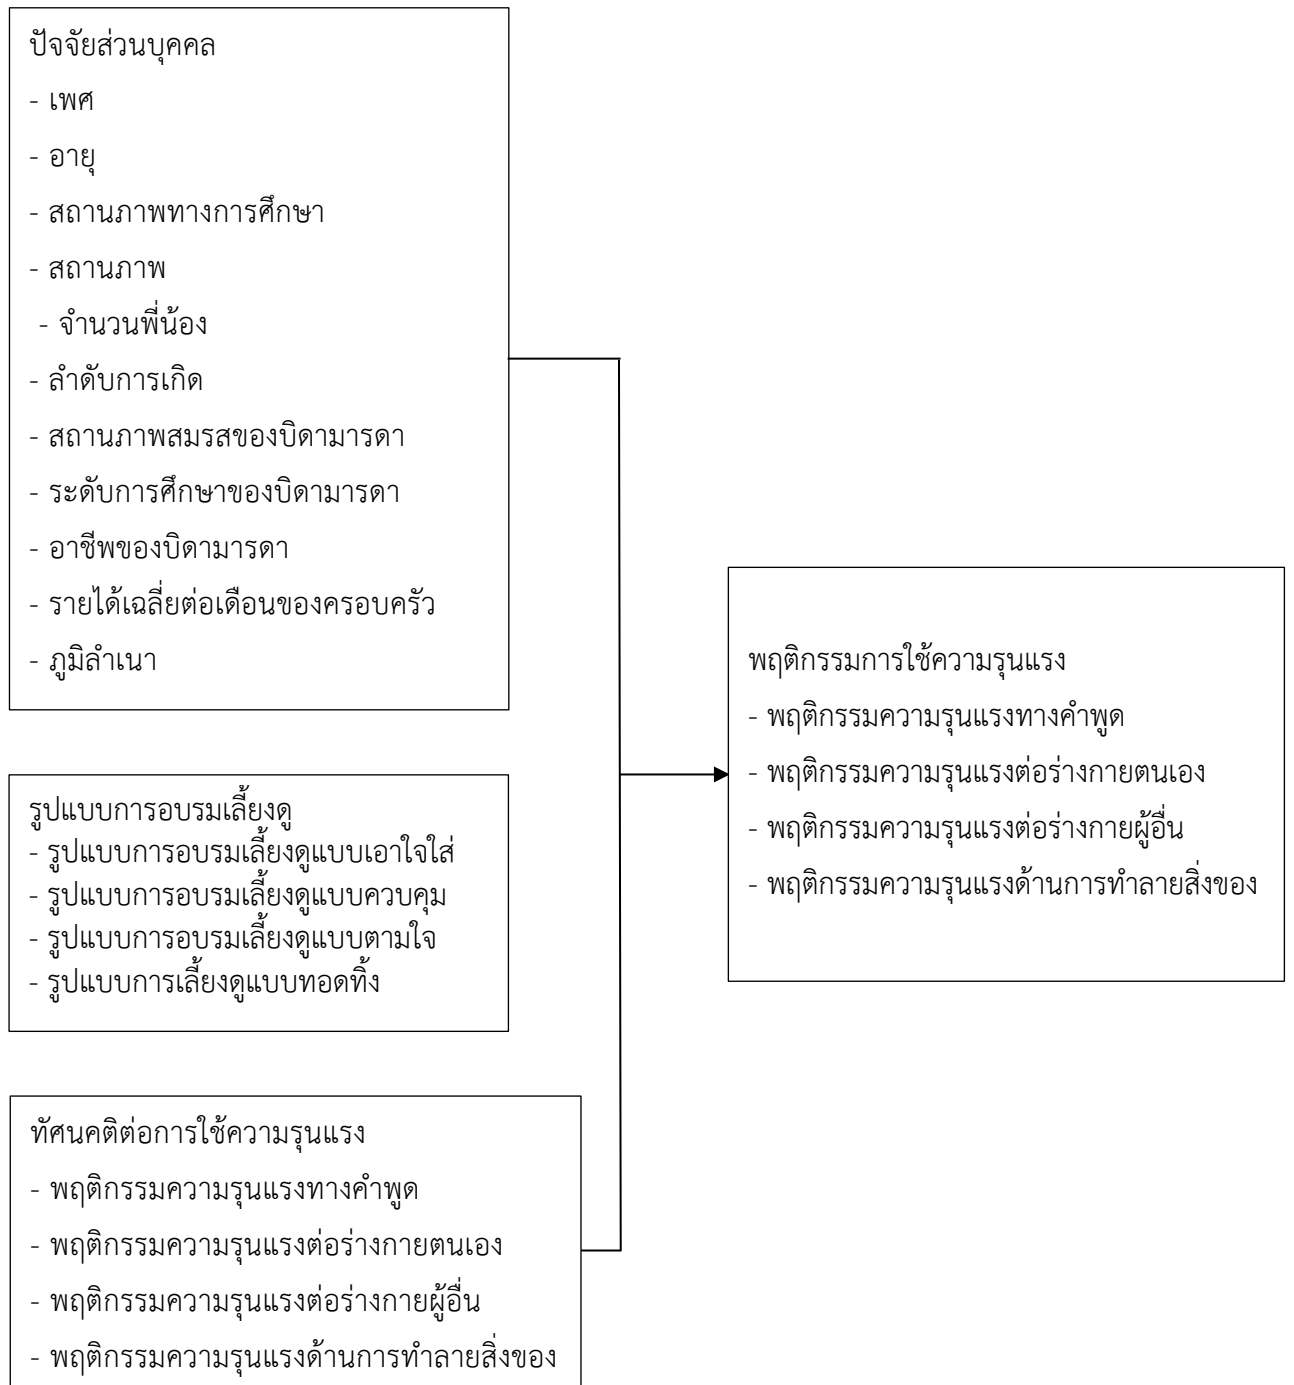 ปัจจัยส่วนบุคคล
- เพศ
- อายุ
- สถานภาพทางการศึกษา
- สถานภาพ
- จำนวนพี่น้อง
- ลำดับการเกิด
- สถานภาพสมรสของบิดามารดา
- ระดับการศึกษาของบิดามารดา
- อาชีพของบิดามารดา
- รายได้เฉลี่ยต่อเดือนของครอบครัว
- ภูมิลำเนา
รูปแบบการอบรมเลี้ยงดู
- รูปแบบการอบรมเลี้ยงดูแบบเอาใจใส่
- รูปแบบการอบรมเลี้ยงดูแบบควบคุม
- รูปแบบการอบรมเลี้ยงดูแบบตามใจ
- รูปแบบการเลี้ยงดูแบบทอดทิ้ง
ทัศนคติต่อการใช้ความรุนแรง
- พฤติกรรมความรุนแรงทางคำพูด
- พฤติกรรมความรุนแรงต่อร่างกายตนเอง
- พฤติกรรมความรุนแรงต่อร่างกายผู้อื่น
- พฤติกรรมความรุนแรงด้านการทำลายสิ่งของ
พฤติกรรมการใช้ความรุนแรง
- พฤติกรรมความรุนแรงทางคำพูด
- พฤติกรรมความรุนแรงต่อร่างกายตนเอง
- พฤติกรรมความรุนแรงต่อร่างกายผู้อื่น
- พฤติกรรมความรุนแรงด้านการทำลายสิ่งของ